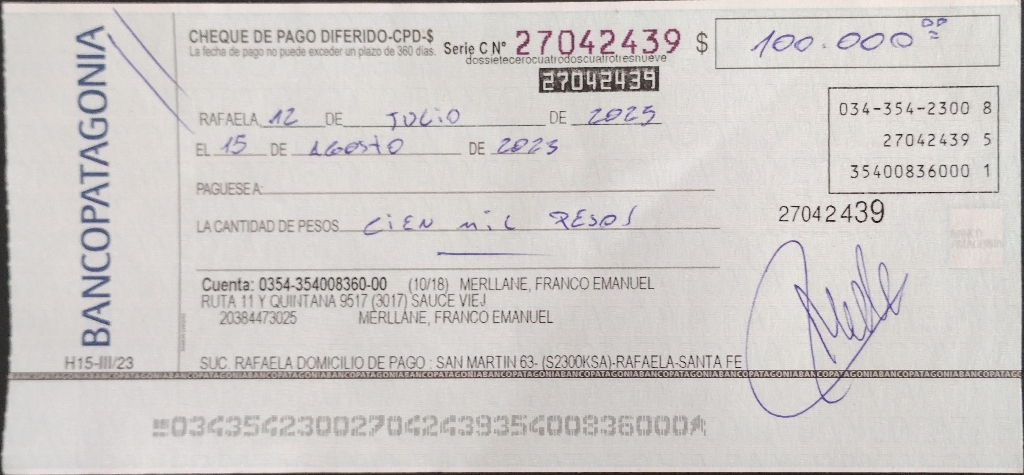 BANCOPATAGONIA
H15-III/23
CHEQUE DE PAGO DIFERIDO-CPD-$
La fecha de pago no puede exceder un plazo de 360 días.
Serie C N° 27042439 $ 100.000
dossietecerocuatrodoscuatrotresnueve
27042439
RAFAELA, 12 DE JULIO DE 2025
EL 15 DE AGOSTO DE 2025
PAGUESE A:
LA CANTIDAD DE PESOS CIEN MIL PESOS
034-354-2300 8
27042439 5
35400836000 1
27042439
Cuenta: 0354-354008360-00 (10/18) MERLLANE, FRANCO EMANUEL
RUTA 11 Y QUINTANA 9517 (3017) SAUCE VIEJ
20384473025 MERLLANE, FRANCO EMANUEL
SUC. RAFAELA DOMICILIO DE PAGO : SAN MARTIN 63- (S2300KSA)-RAFAELA-SANTA FE
BANCOPATAGONIABANCOPATAGONIABANCOPATAGONIABANCOPATAGONIA
03435423002704243935400836000